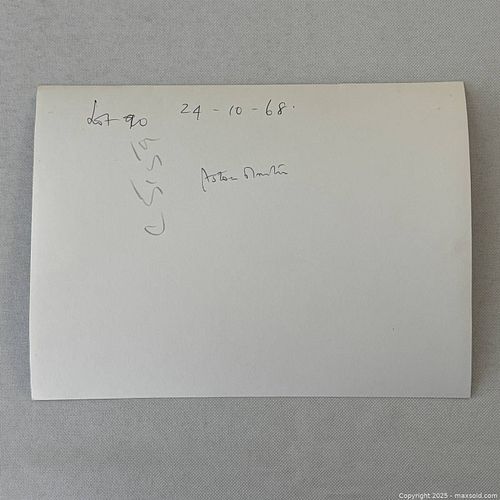 Lot 90 24-10-68.
Aston Martin
Copyright 2025 - maxsold.com